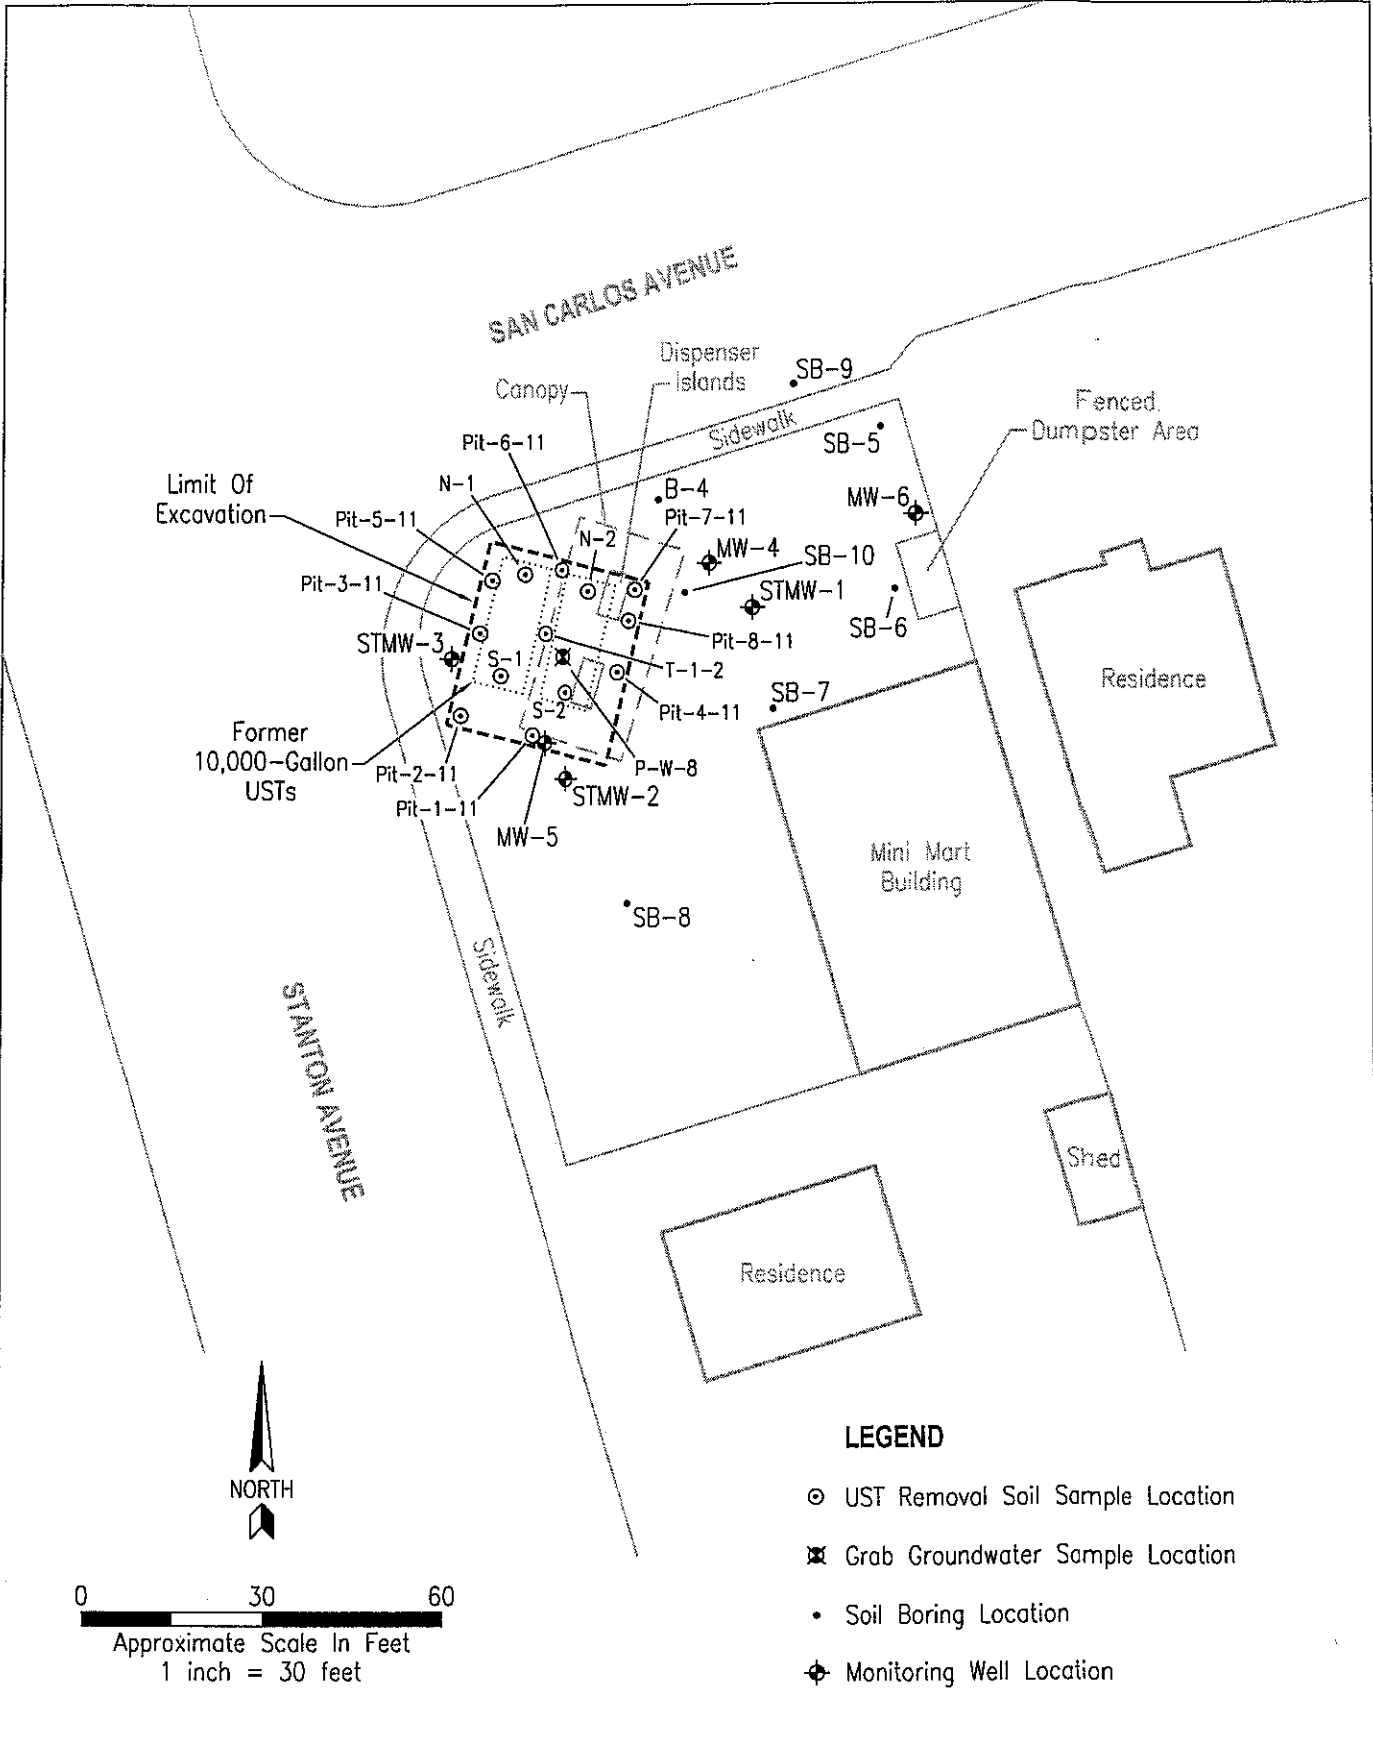 SAN CARLOS AVENUE
Dispenser
Islands
Canopy
SB-9
Sidewalk
Fenced
Dumpster Area
SB-5
Pit-6-11
N-1
Limit Of
Excavation
B-4
MW-6
Pit-5-11
Pit-7-11
N-2
MW-4
SB-10
Pit-3-11
STMW-1
SB-6
STMW-3
Pit-8-11
S-1
T-1-2
Residence
SB-7
S-2
Pit-4-11
Former
10,000-Gallon
USTs
Pit-2-11
P-W-8
Pit-1-11
STMW-2
MW-5
Mini Mart
Building
SB-8
Sidewalk
STANTON AVENUE
Shed
Residence
NORTH
0 30 60
Approximate Scale In Feet
1 inch = 30 feet
LEGEND
UST Removal Soil Sample Location
Grab Groundwater Sample Location
Soil Boring Location
Monitoring Well Location